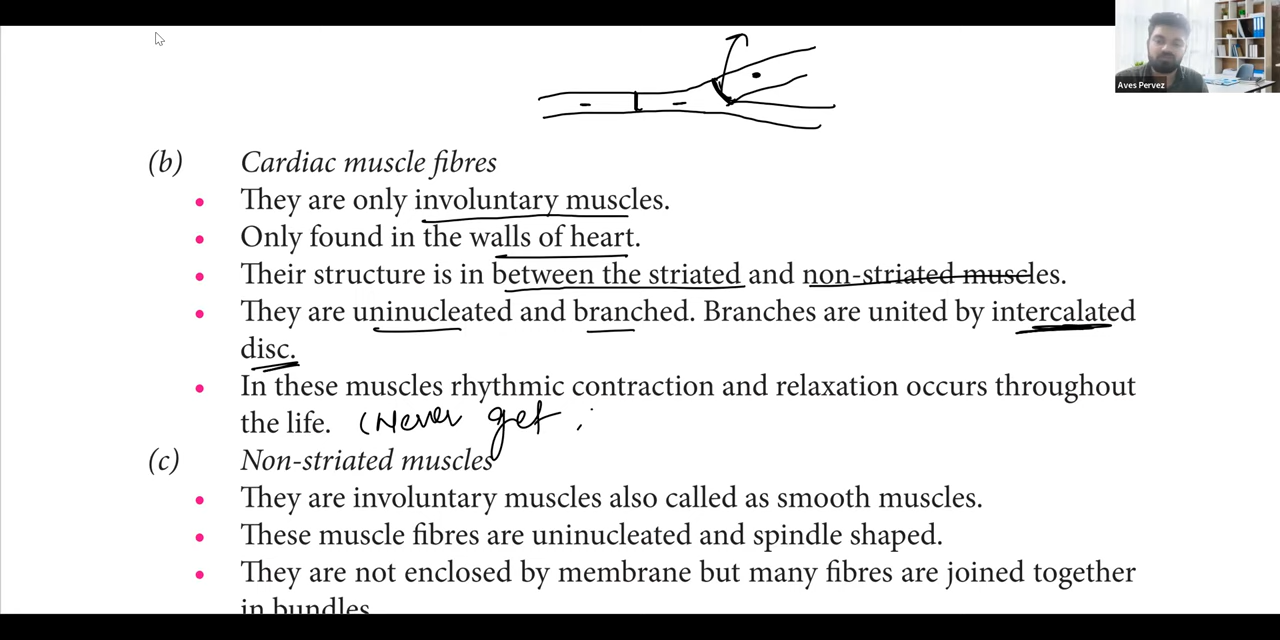 Aves Pervez
(b) Cardiac muscle fibres
• They are only involuntary muscles.
• Only found in the walls of heart.
• Their structure is in between the striated and non-striated muscles.
• They are uninucleated and branched. Branches are united by intercalated
disc.
• In these muscles rhythmic contraction and relaxation occurs throughout
the life. (Never get
(c) Non-striated muscles
• They are involuntary muscles also called as smooth muscles.
• These muscle fibres are uninucleated and spindle shaped.
• They are not enclosed by membrane but many fibres are joined together
in bundles.